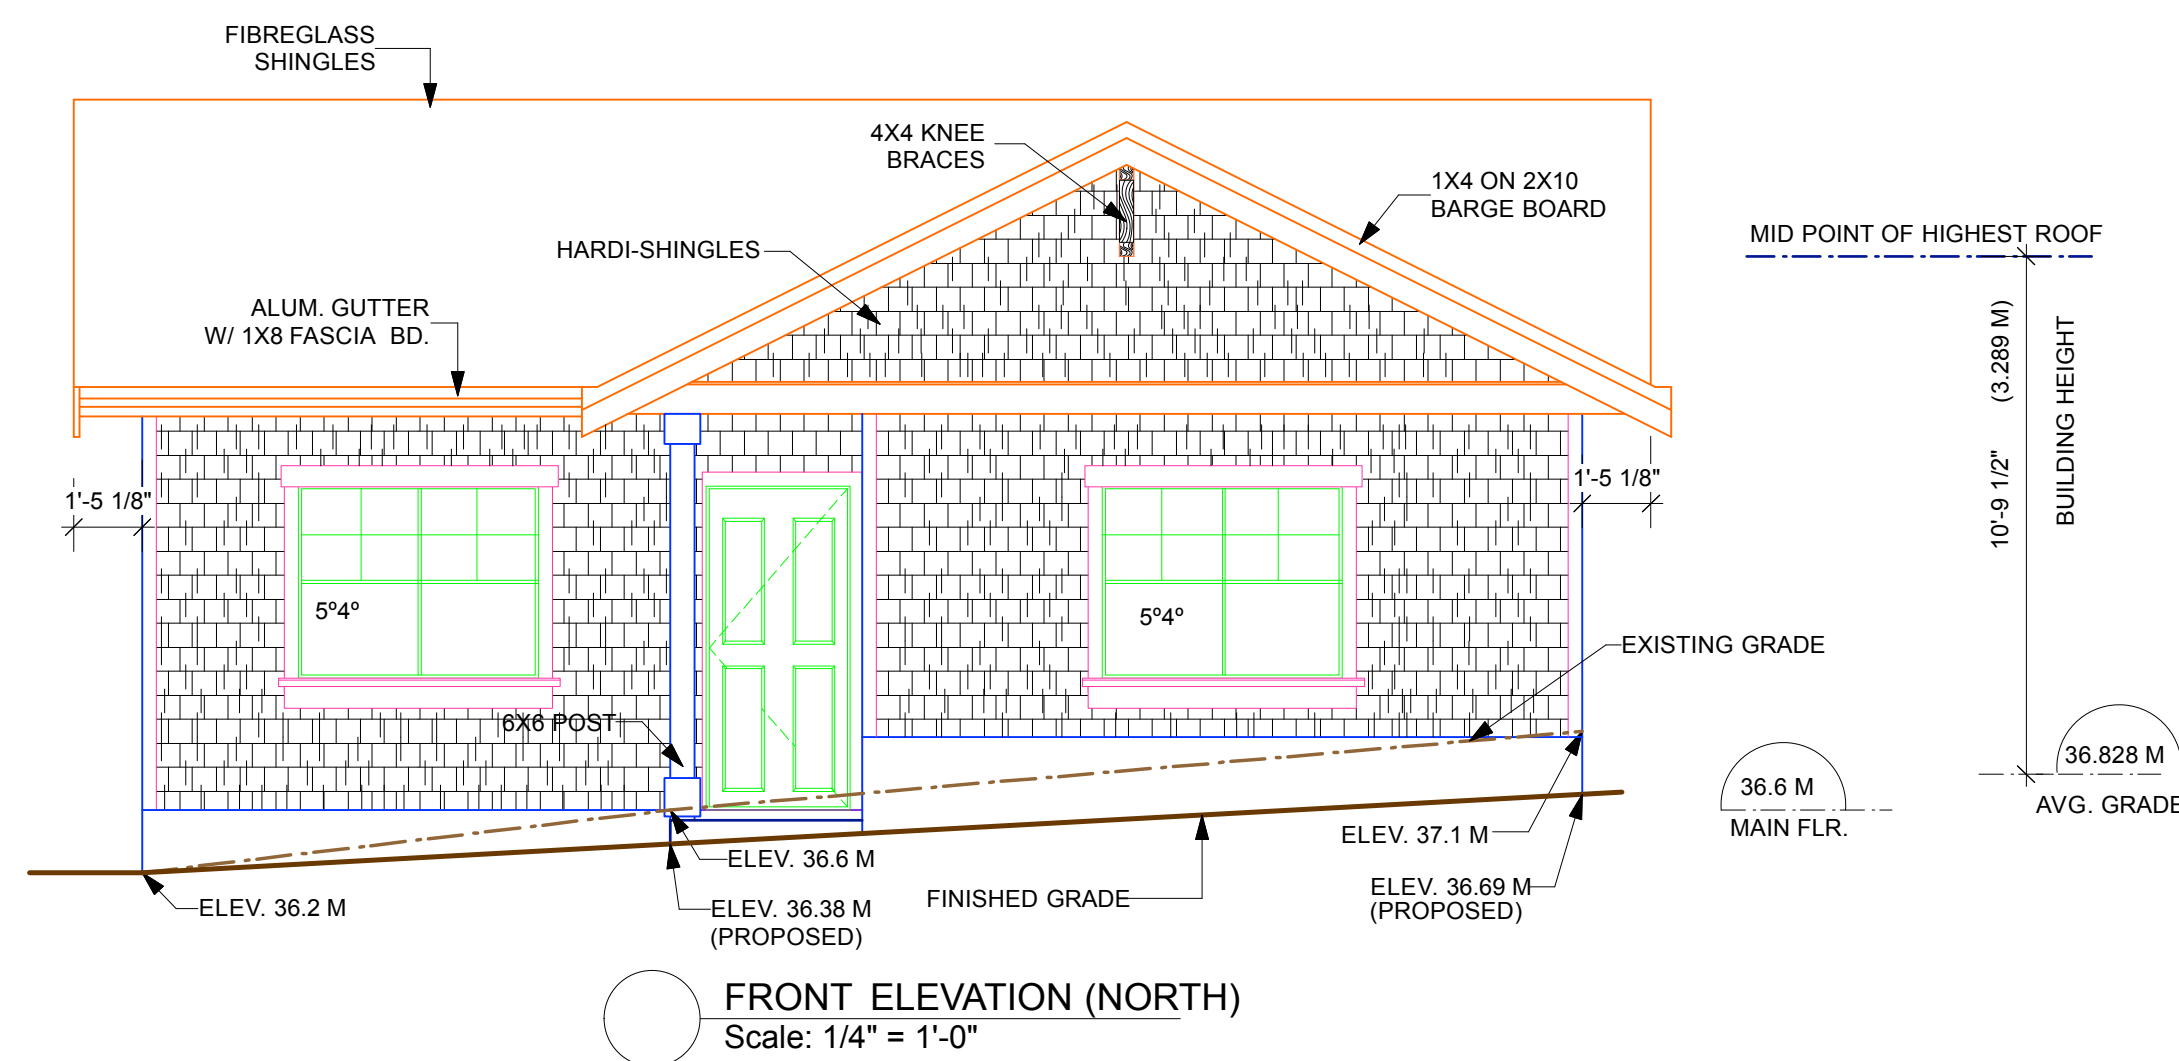 FIBREGLASS
SHINGLES
4X4 KNEE
BRACES
1X4 ON 2X10
BARGE BOARD
HARDI-SHINGLES
MID POINT OF HIGHEST ROOF
ALUM. GUTTER
W/ 1X8 FASCIA BD.
10'-9 1/2" (3.289 M)
BUILDING HEIGHT
1'-5 1/8"
1'-5 1/8"
5º4º
5º4º
EXISTING GRADE
6X6 POST
36.6 M
MAIN FLR.
36.828 M
AVG. GRADE
ELEV. 37.1 M
ELEV. 36.6 M
ELEV. 36.2 M
ELEV. 36.38 M
(PROPOSED)
FINISHED GRADE
ELEV. 36.69 M
(PROPOSED)
FRONT ELEVATION (NORTH)
Scale: 1/4" = 1'-0"